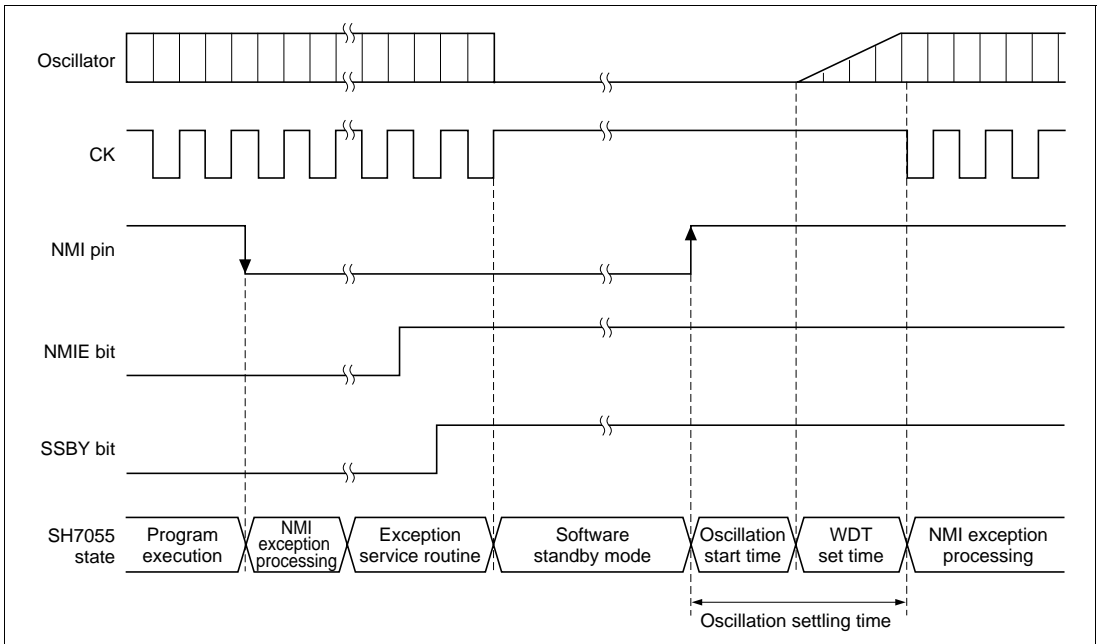 Oscillator
CK
NMI pin
NMIE bit
SSBY bit
SH7055
state
Program
execution
NMI
exception
processing
Exception
service routine
Software
standby mode
Oscillation
start time
WDT
set time
NMI exception
processing
Oscillation settling time